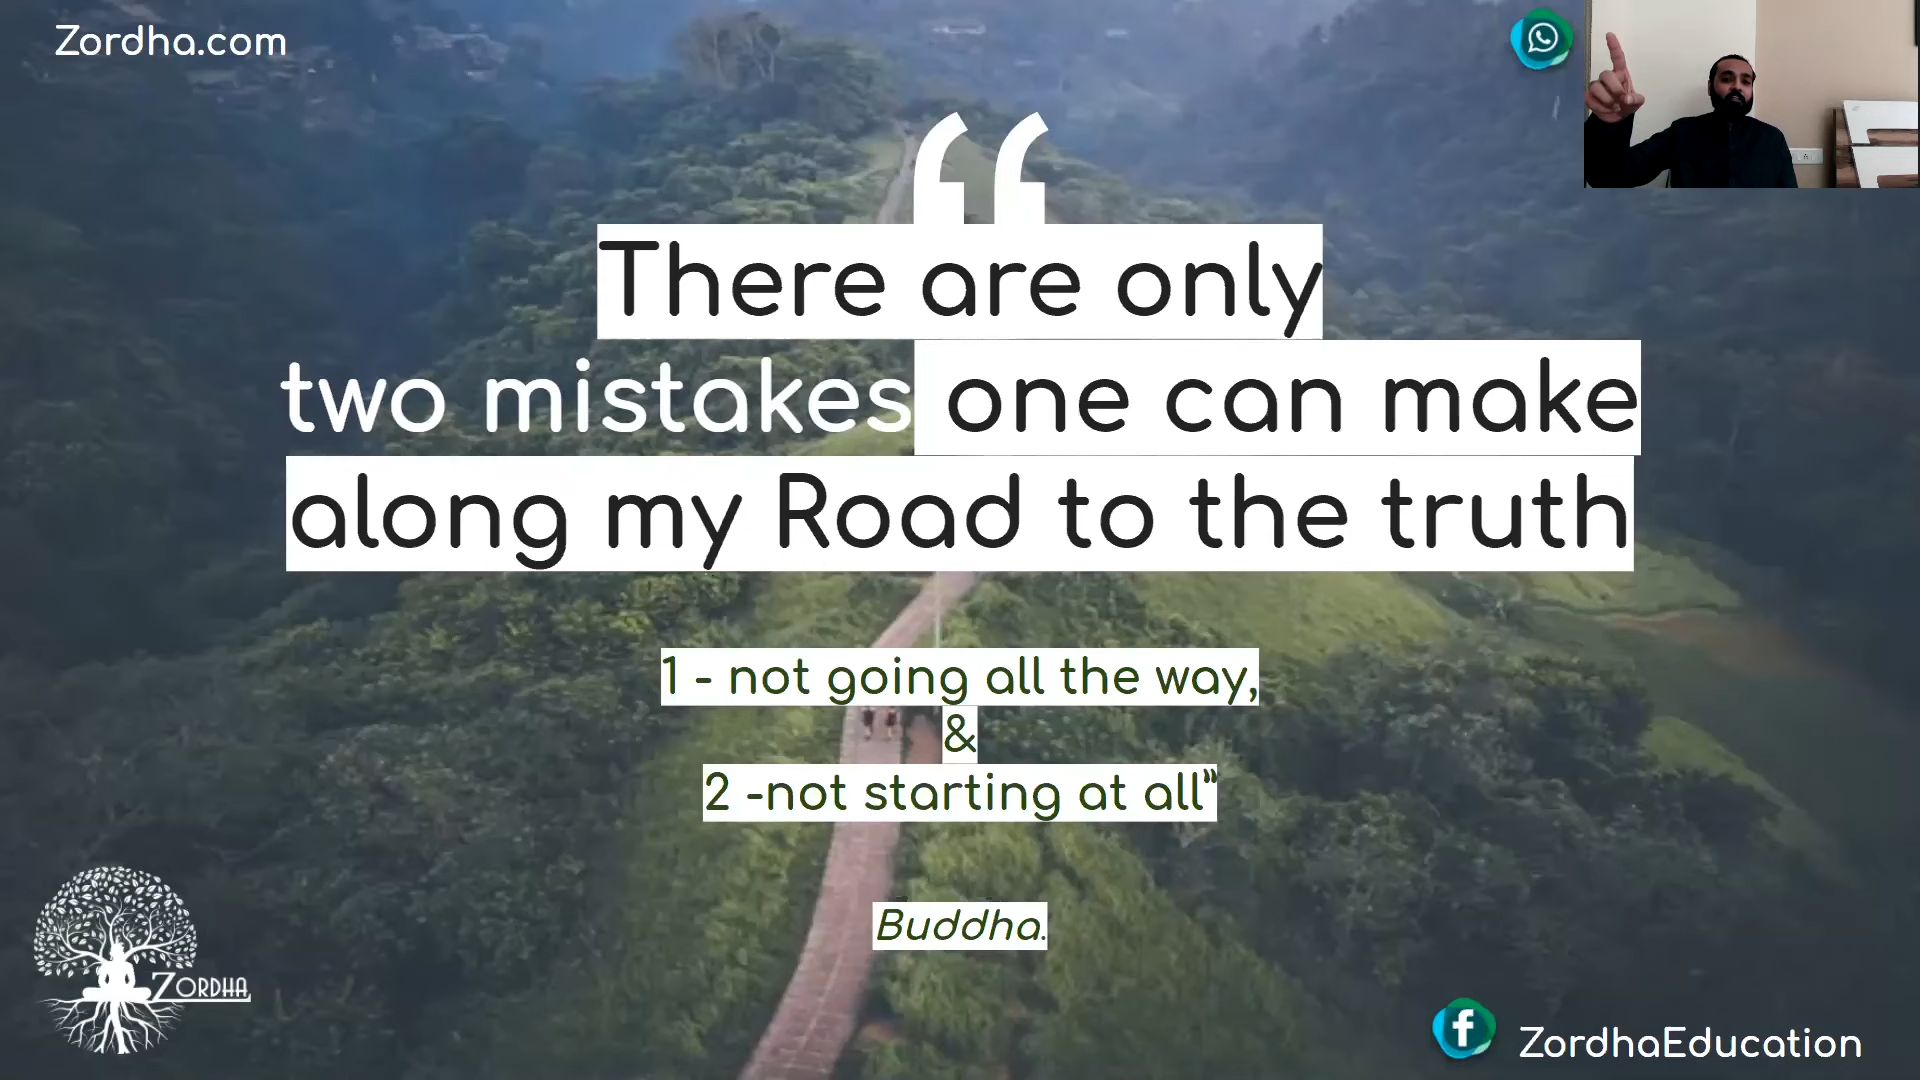 Zordha.com
“
There are only
two mistakes one can make
along my Road to the truth
1 - not going all the way,
&
2 -not starting at all”
Buddha.
ZORDHA
f
ZordhaEducation